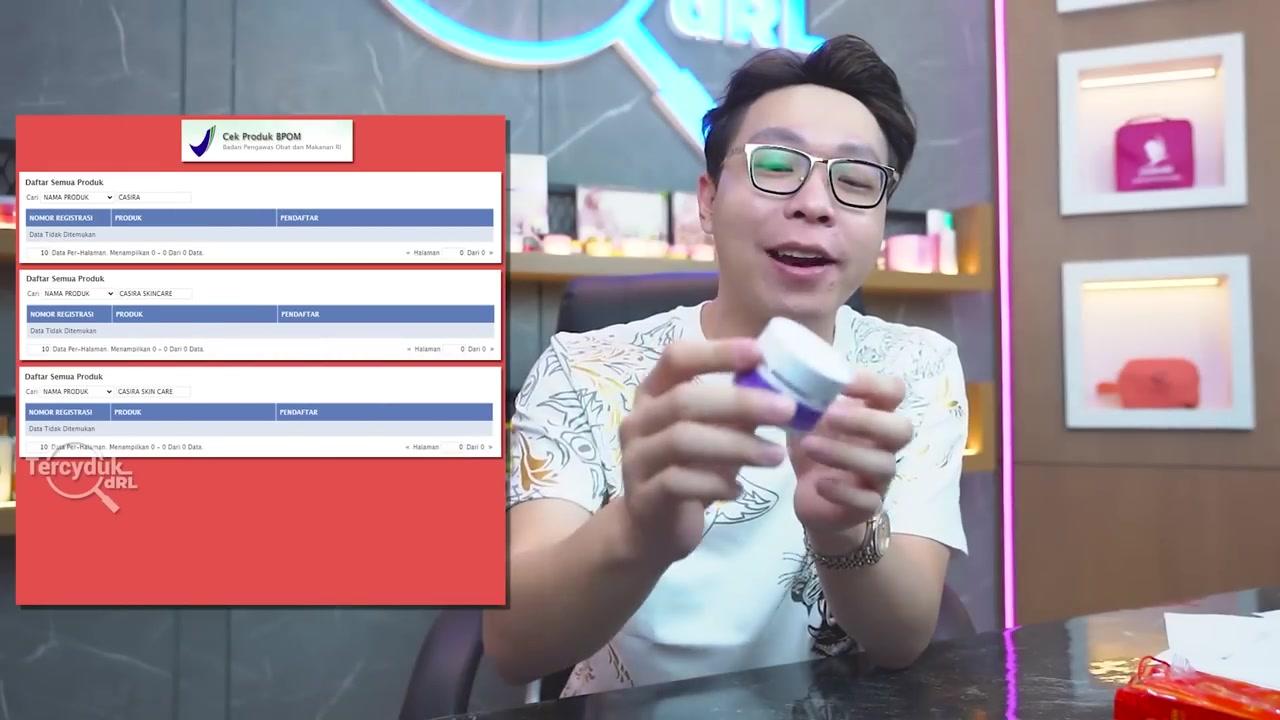 dRL
Cek Produk BPOM
Badan Pengawas Obat dan Makanan RI
Daftar Semua Produk
Cari NAMA PRODUK CASIRA
NOMOR REGISTRASI PRODUK PENDAFTAR
Data Tidak Ditemukan
10 Data Per-Halaman. Menampilkan 0 - 0 Dari 0 Data.
« Halaman 0 Dari 0 »
Daftar Semua Produk
Cari NAMA PRODUK CASIRA SKINCARE
NOMOR REGISTRASI PRODUK PENDAFTAR
Data Tidak Ditemukan
10 Data Per-Halaman. Menampilkan 0 - 0 Dari 0 Data.
« Halaman 0 Dari 0 »
Daftar Semua Produk
Cari NAMA PRODUK CASIRA SKIN CARE
NOMOR REGISTRASI PRODUK PENDAFTAR
Data Tidak Ditemukan
10 Data Per-Halaman. Menampilkan 0 - 0 Dari 0 Data.
« Halaman 0 Dari 0 »
Tercyduk
dRL